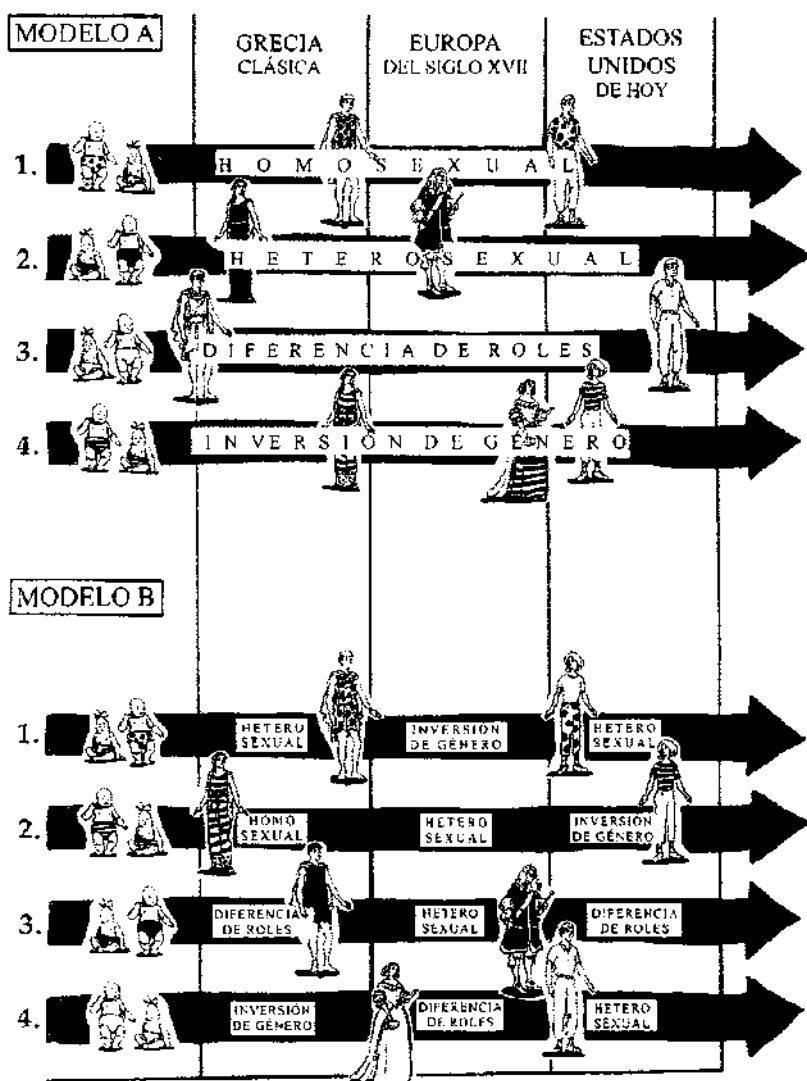 MODELO A
GRECIA
CLÁSICA
EUROPA
DEL SIGLO XVII
ESTADOS
UNIDOS
DE HOY
1. HOMOSEXUAL
2. HETEROSEXUAL
3. DIFERENCIA DE ROLES
4. INVERSIÓN DE GÉNERO
MODELO B
1. HETERO
SEXUAL
INVERSIÓN
DE GÉNERO
HETERO
SEXUAL
2. HOMO
SEXUAL
HETERO
SEXUAL
INVERSIÓN
DE GÉNERO
3. DIFERENCIA
DE ROLES
HETERO
SEXUAL
DIFERENCIA
DE ROLES
4. INVERSIÓN
DE GÉNERO
DIFERENCIA
DE ROLES
HETERO
SEXUAL